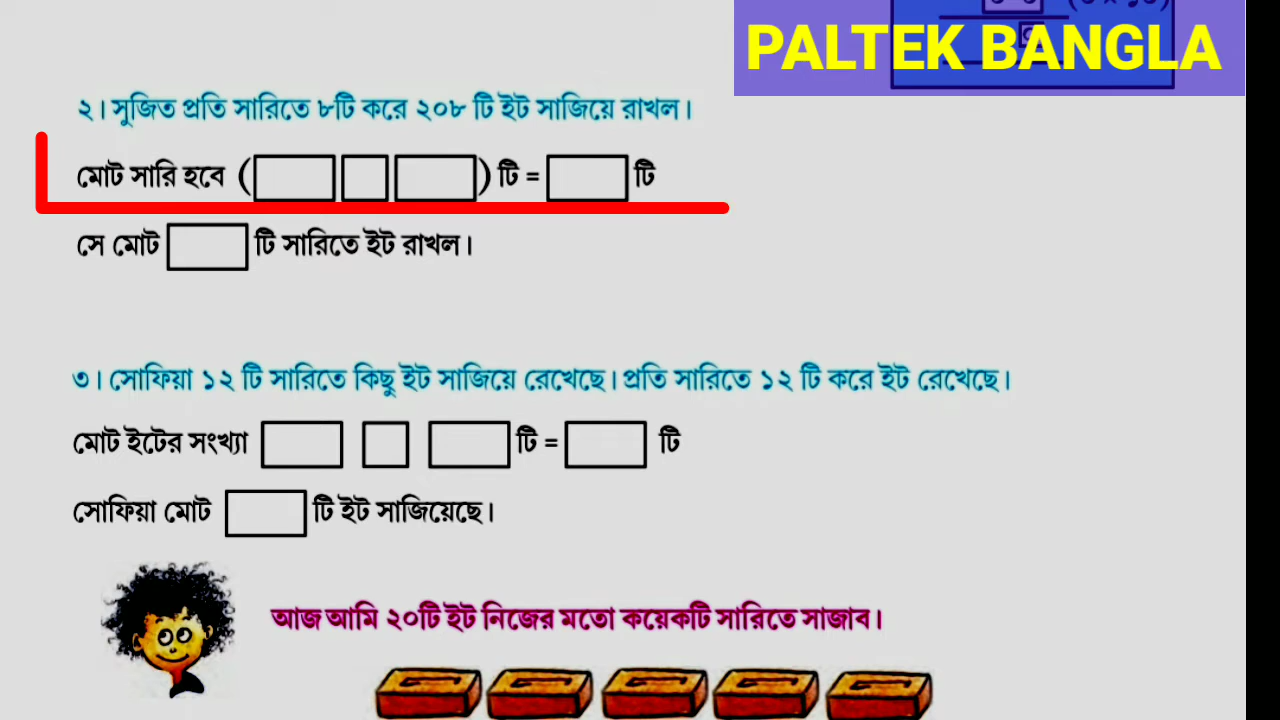 PALTEK BANGLA
২। সুজিত প্রতি সারিতে ৮টি করে ২০৮ টি ইট সাজিয়ে রাখল।
মোট সারি হবে ( ) টি = টি
সে মোট টি সারিতে ইট রাখল।
৩। সোফিয়া ১২ টি সারিতে কিছু ইট সাজিয়ে রেখেছে। প্রতি সারিতে ১২ টি করে ইট রেখেছে।
মোট ইটের সংখ্যা টি = টি
সোফিয়া মোট টি ইট সাজিয়েছে।
আজ আমি ২০টি ইট নিজের মতো কয়েকটি সারিতে সাজাব।